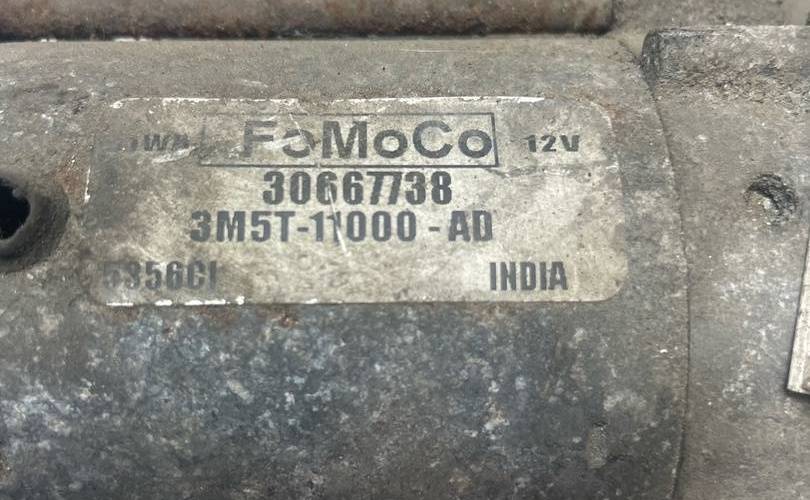 FoMoCo 12V
30667738
3M5T-11000-AD
INDIA